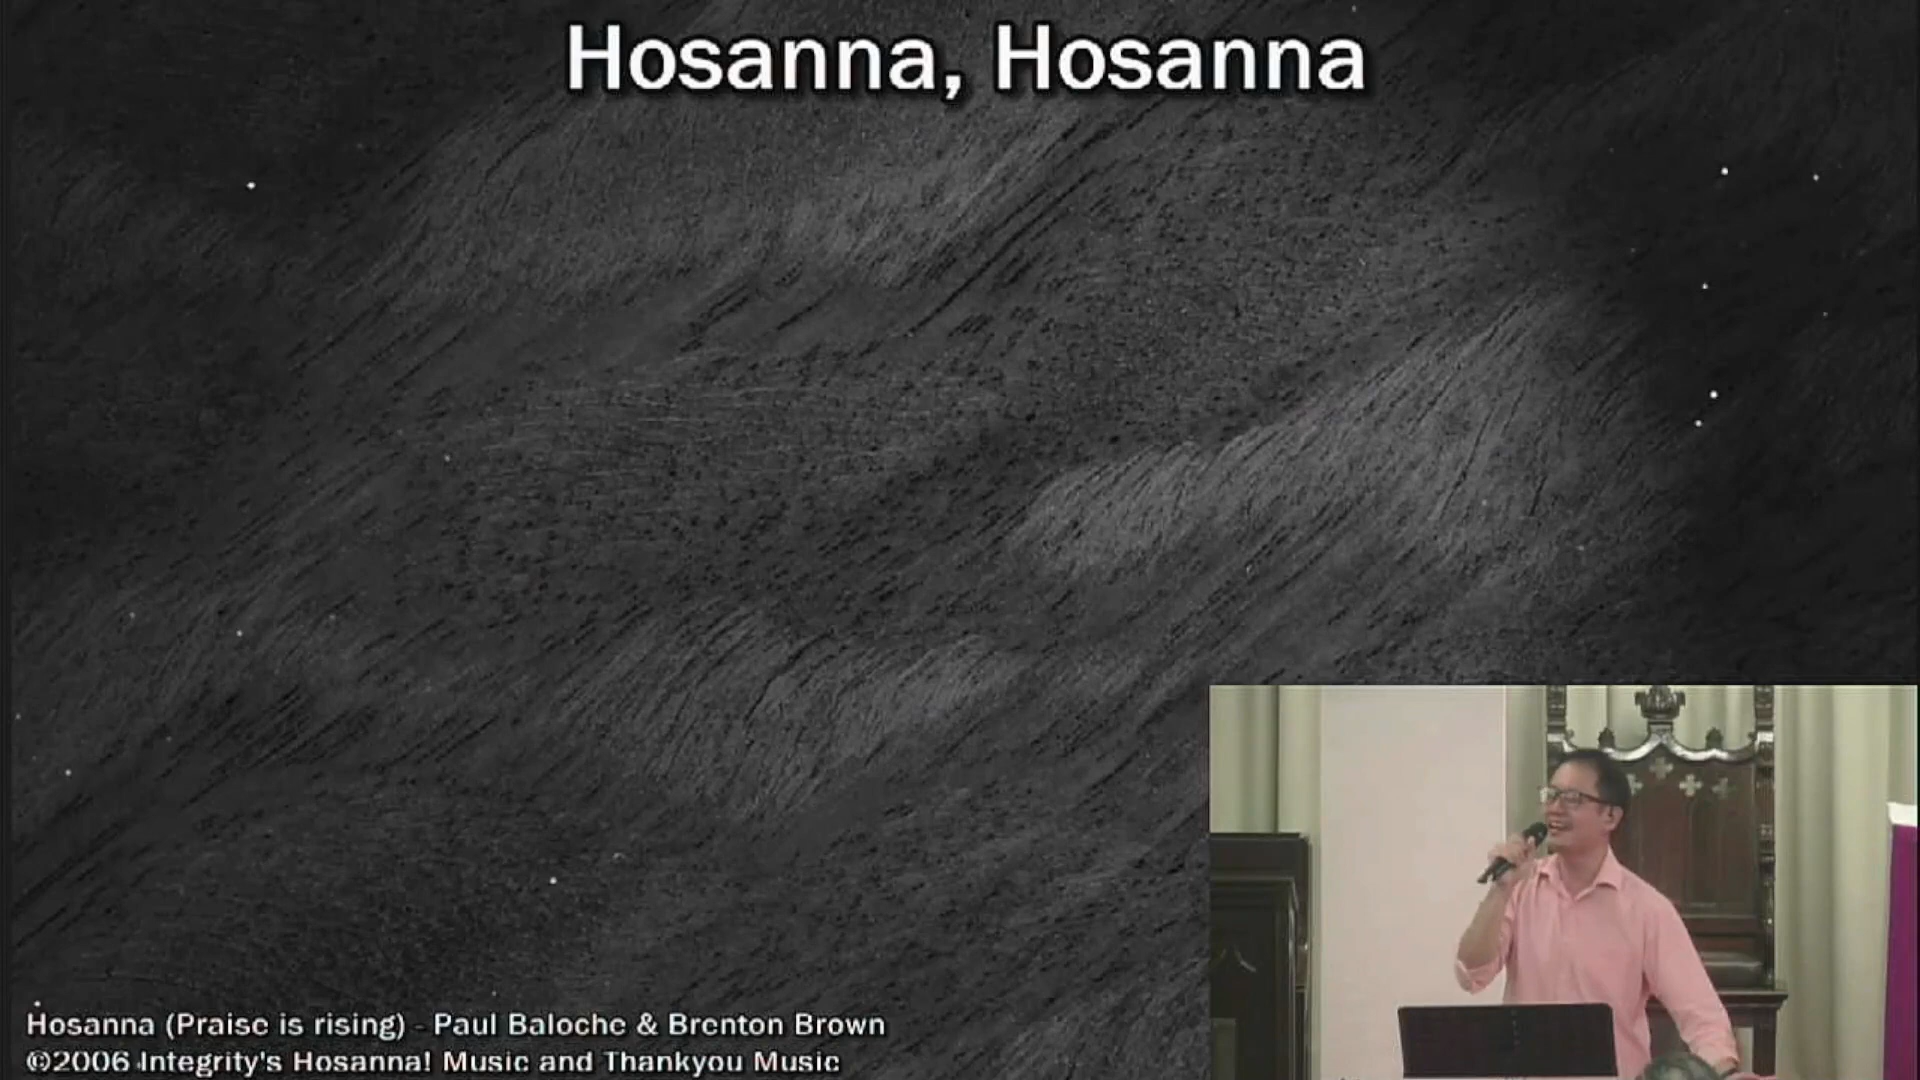 Hosanna, Hosanna
Hosanna (Praise is rising) - Paul Baloche & Brenton Brown
©2006 Integrity's Hosanna! Music and Thankyou Music